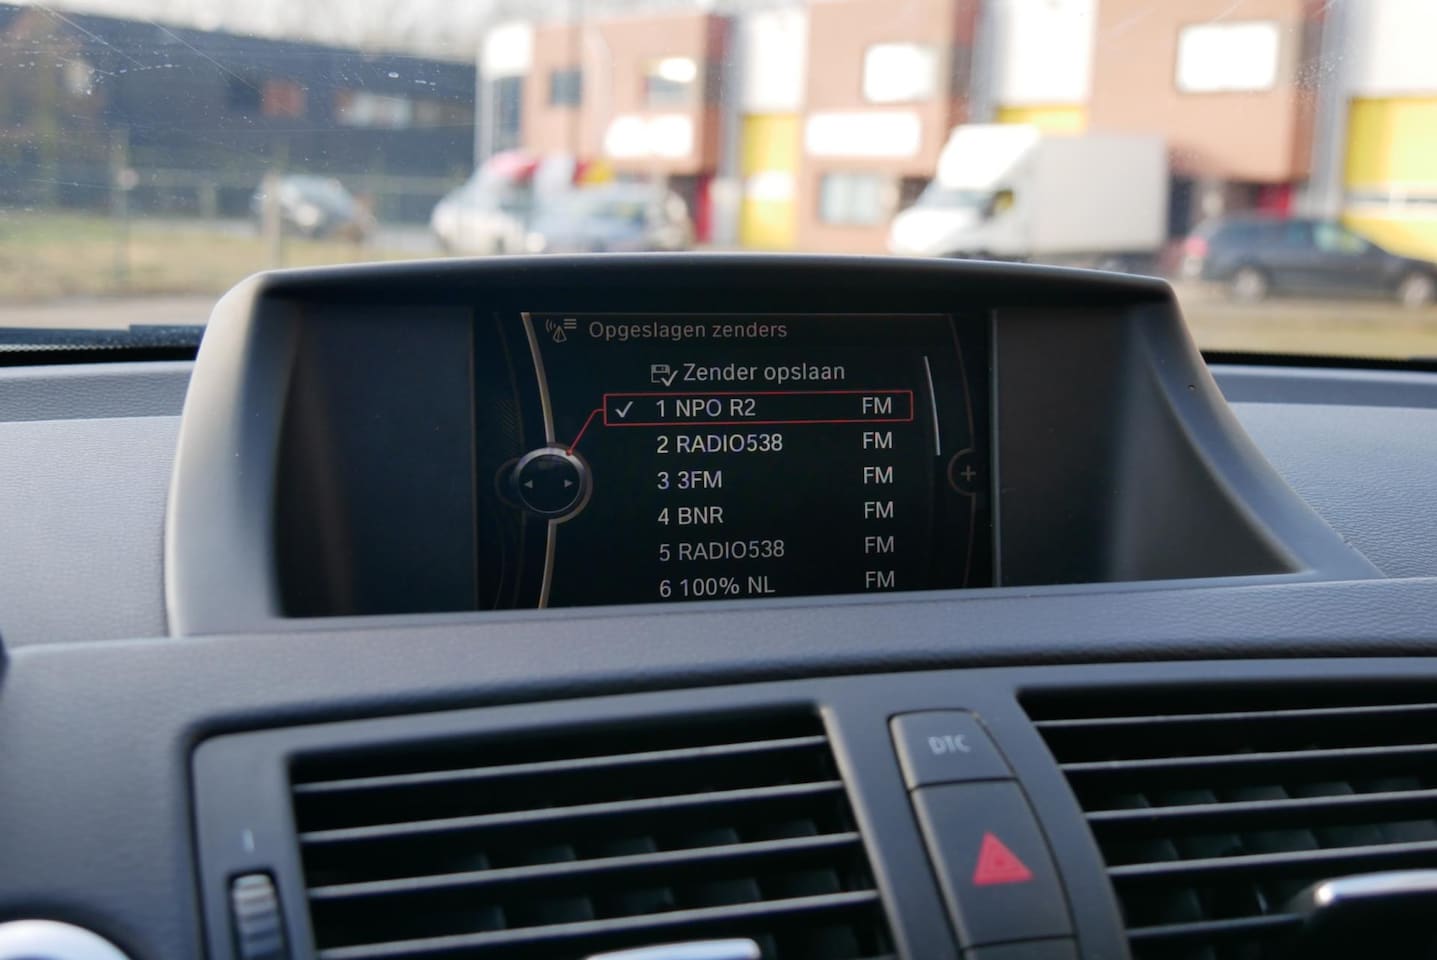 Opgeslagen zenders
Zender opslaan
1 NPO R2 FM
2 RADIO538 FM
3 3FM FM
4 BNR FM
5 RADIO538 FM
6 100% NL FM
DTC